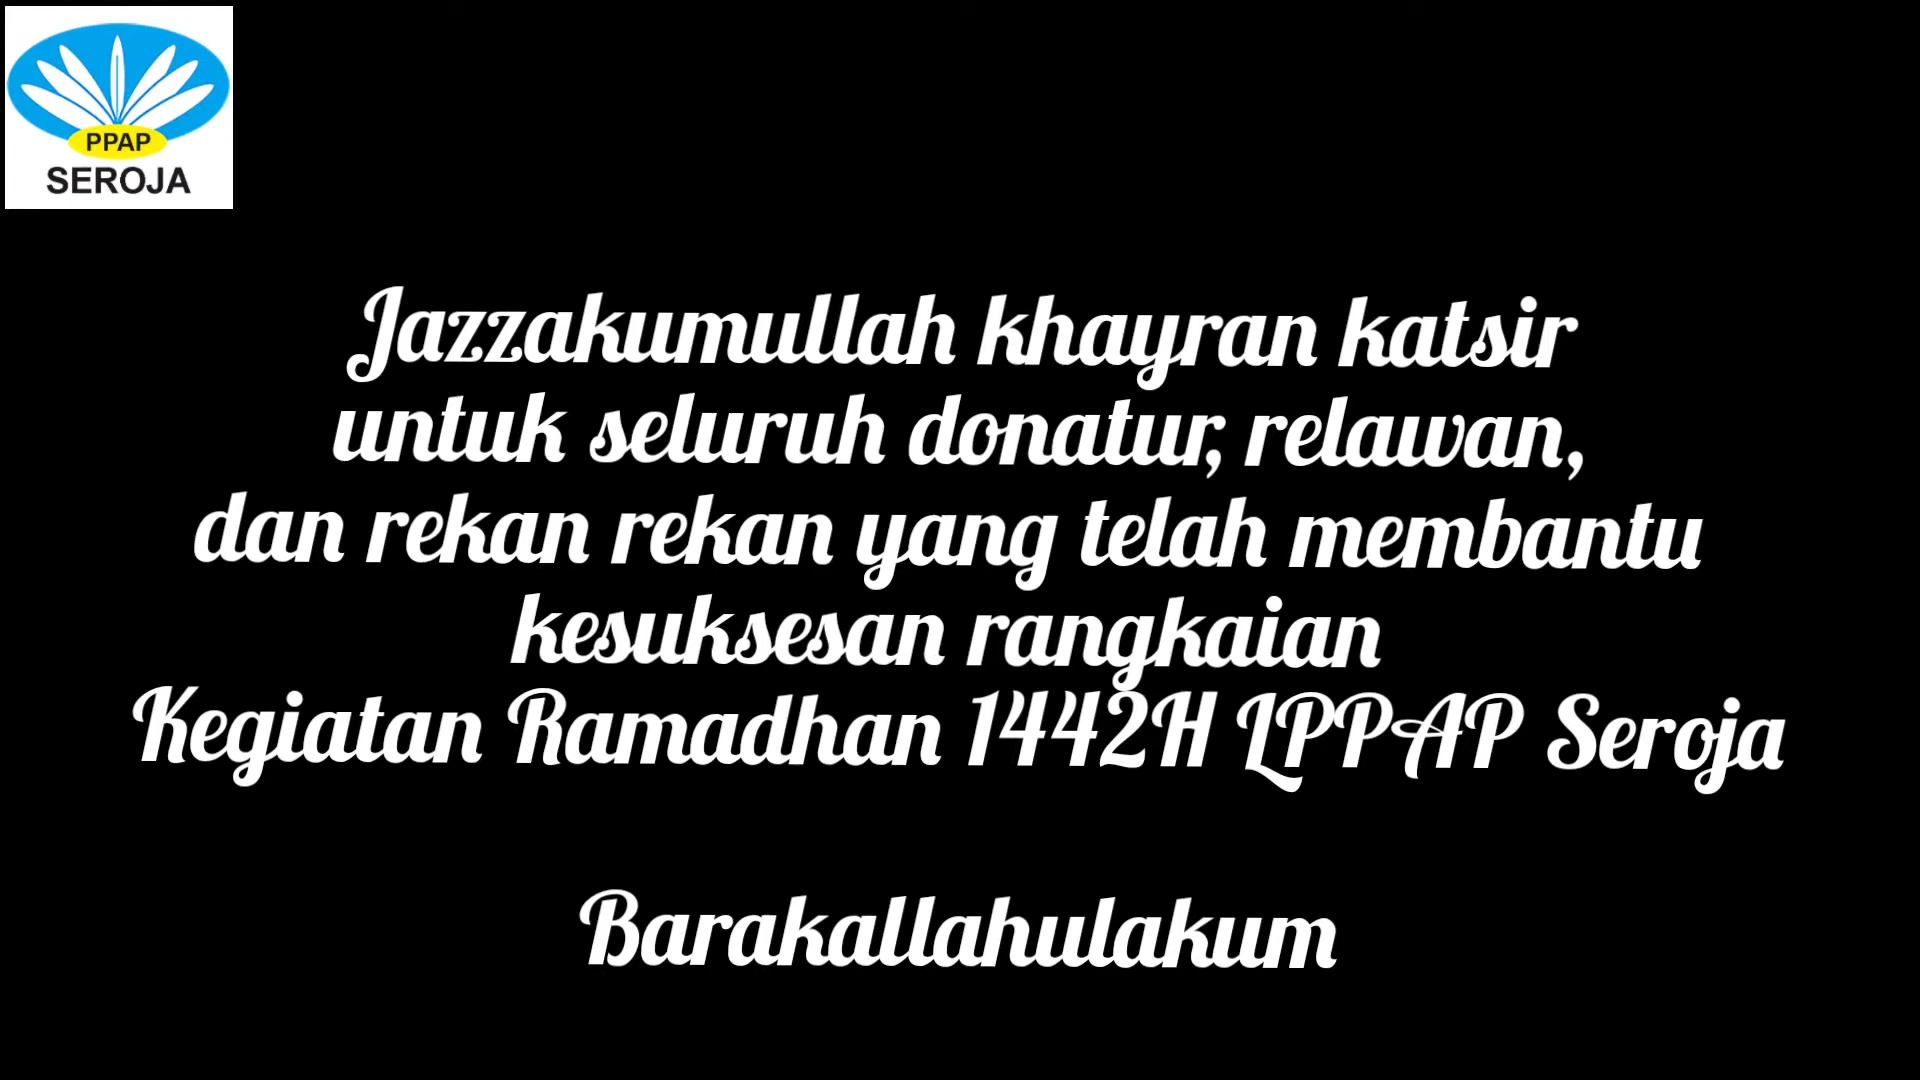 PPAP
SEROJA
Jazzakumullah khayran katsir
untuk seluruh donatur, relawan,
dan rekan rekan yang telah membantu
kesuksesan rangkaian
Kegiatan Ramadhan 1442H LPPAP Seroja
Barakallahulakum